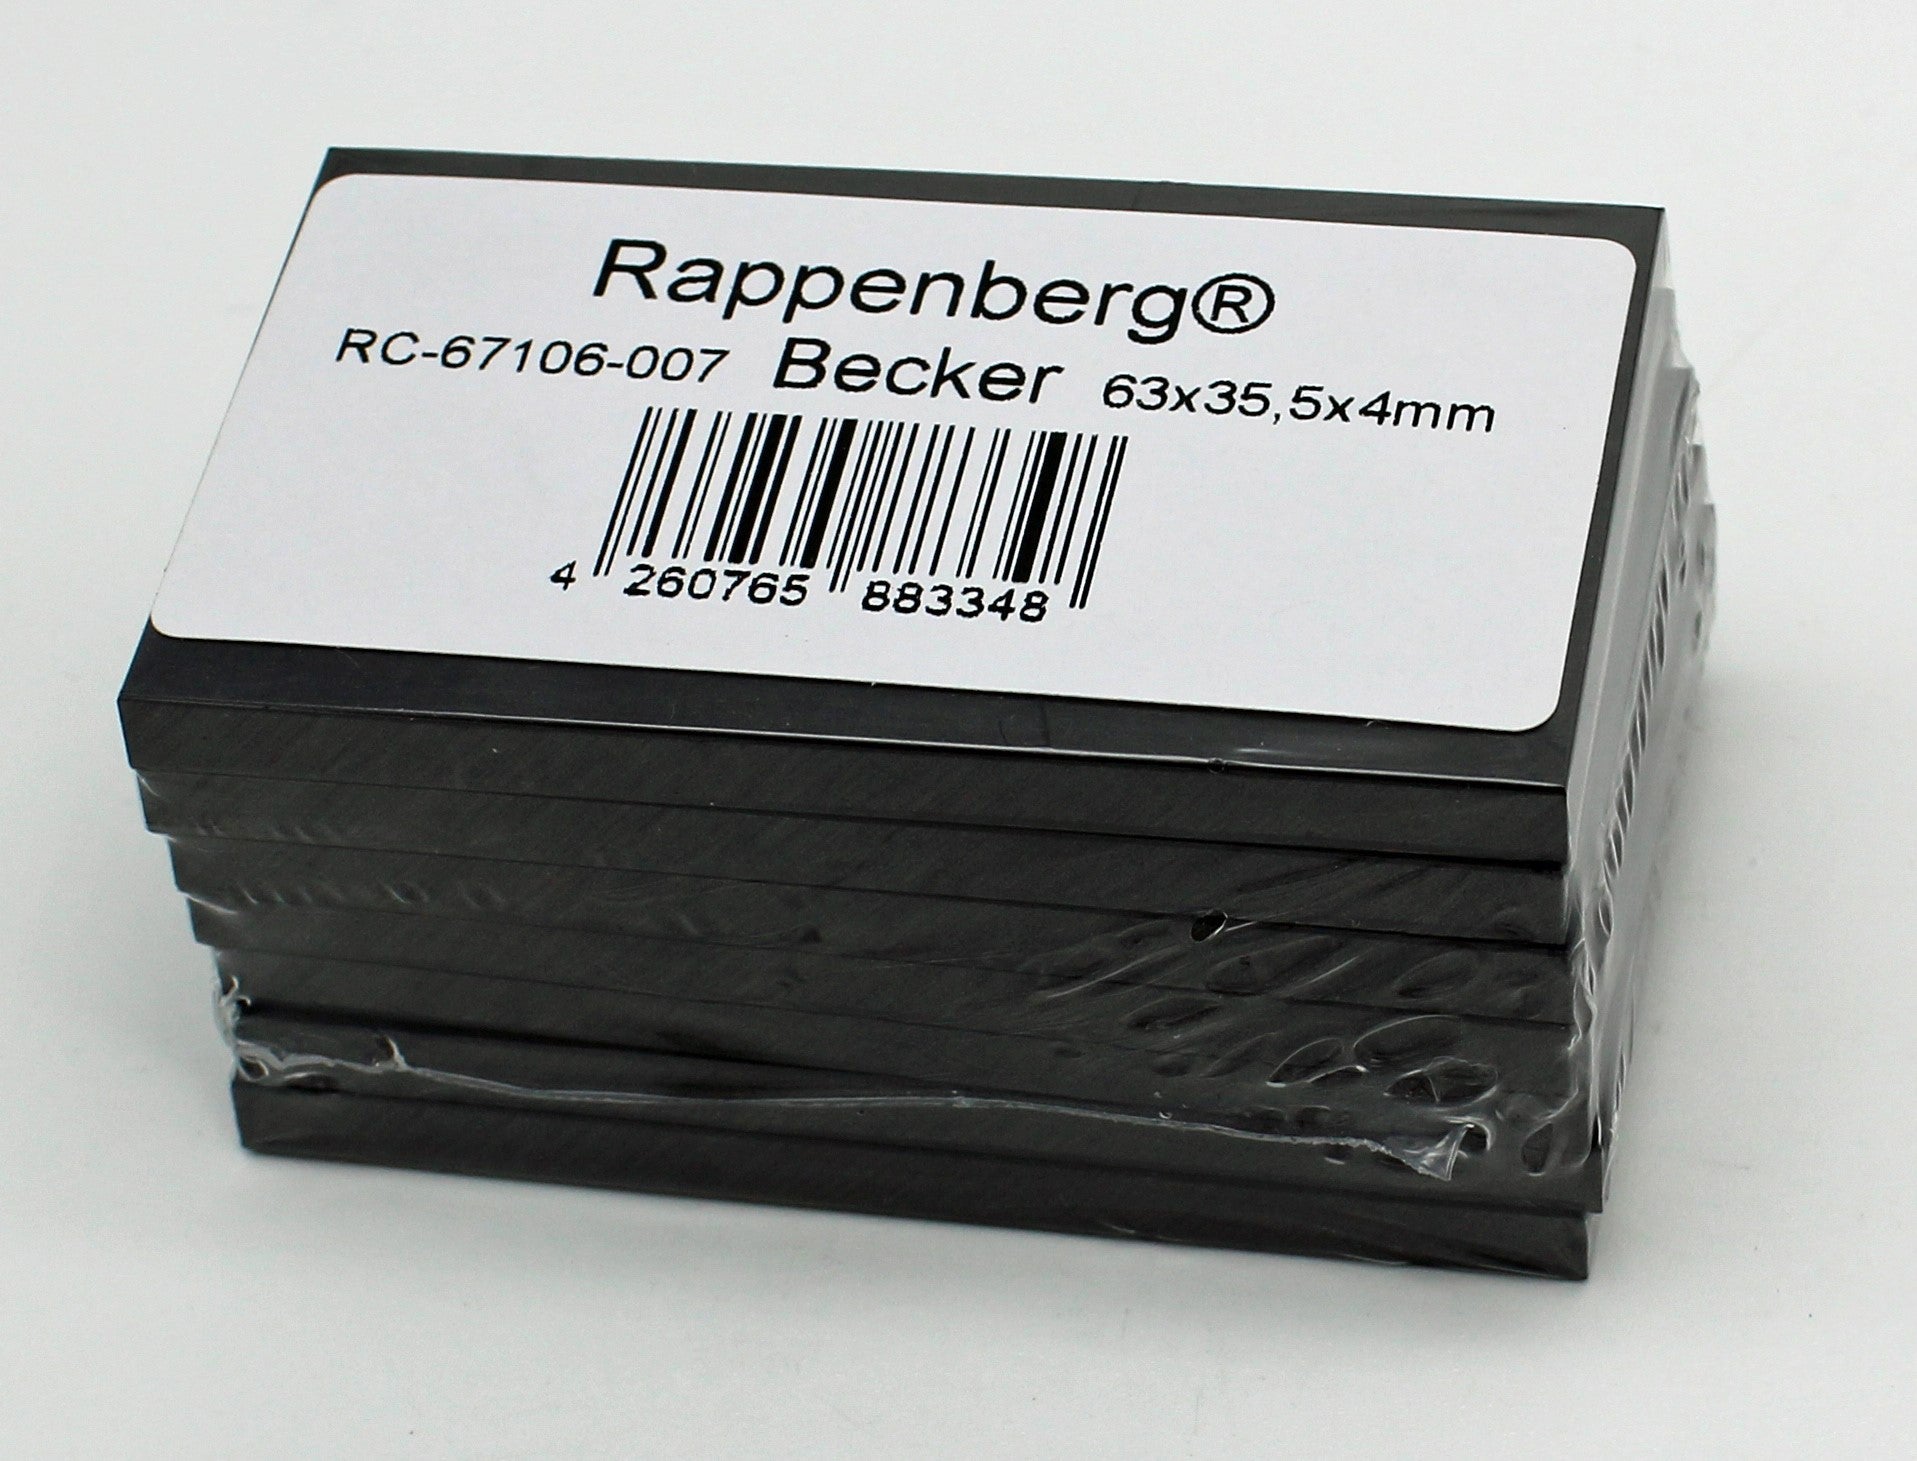 Rappenberg®
RC-67106-007 Becker 63x35,5x4mm
4 260765 883348